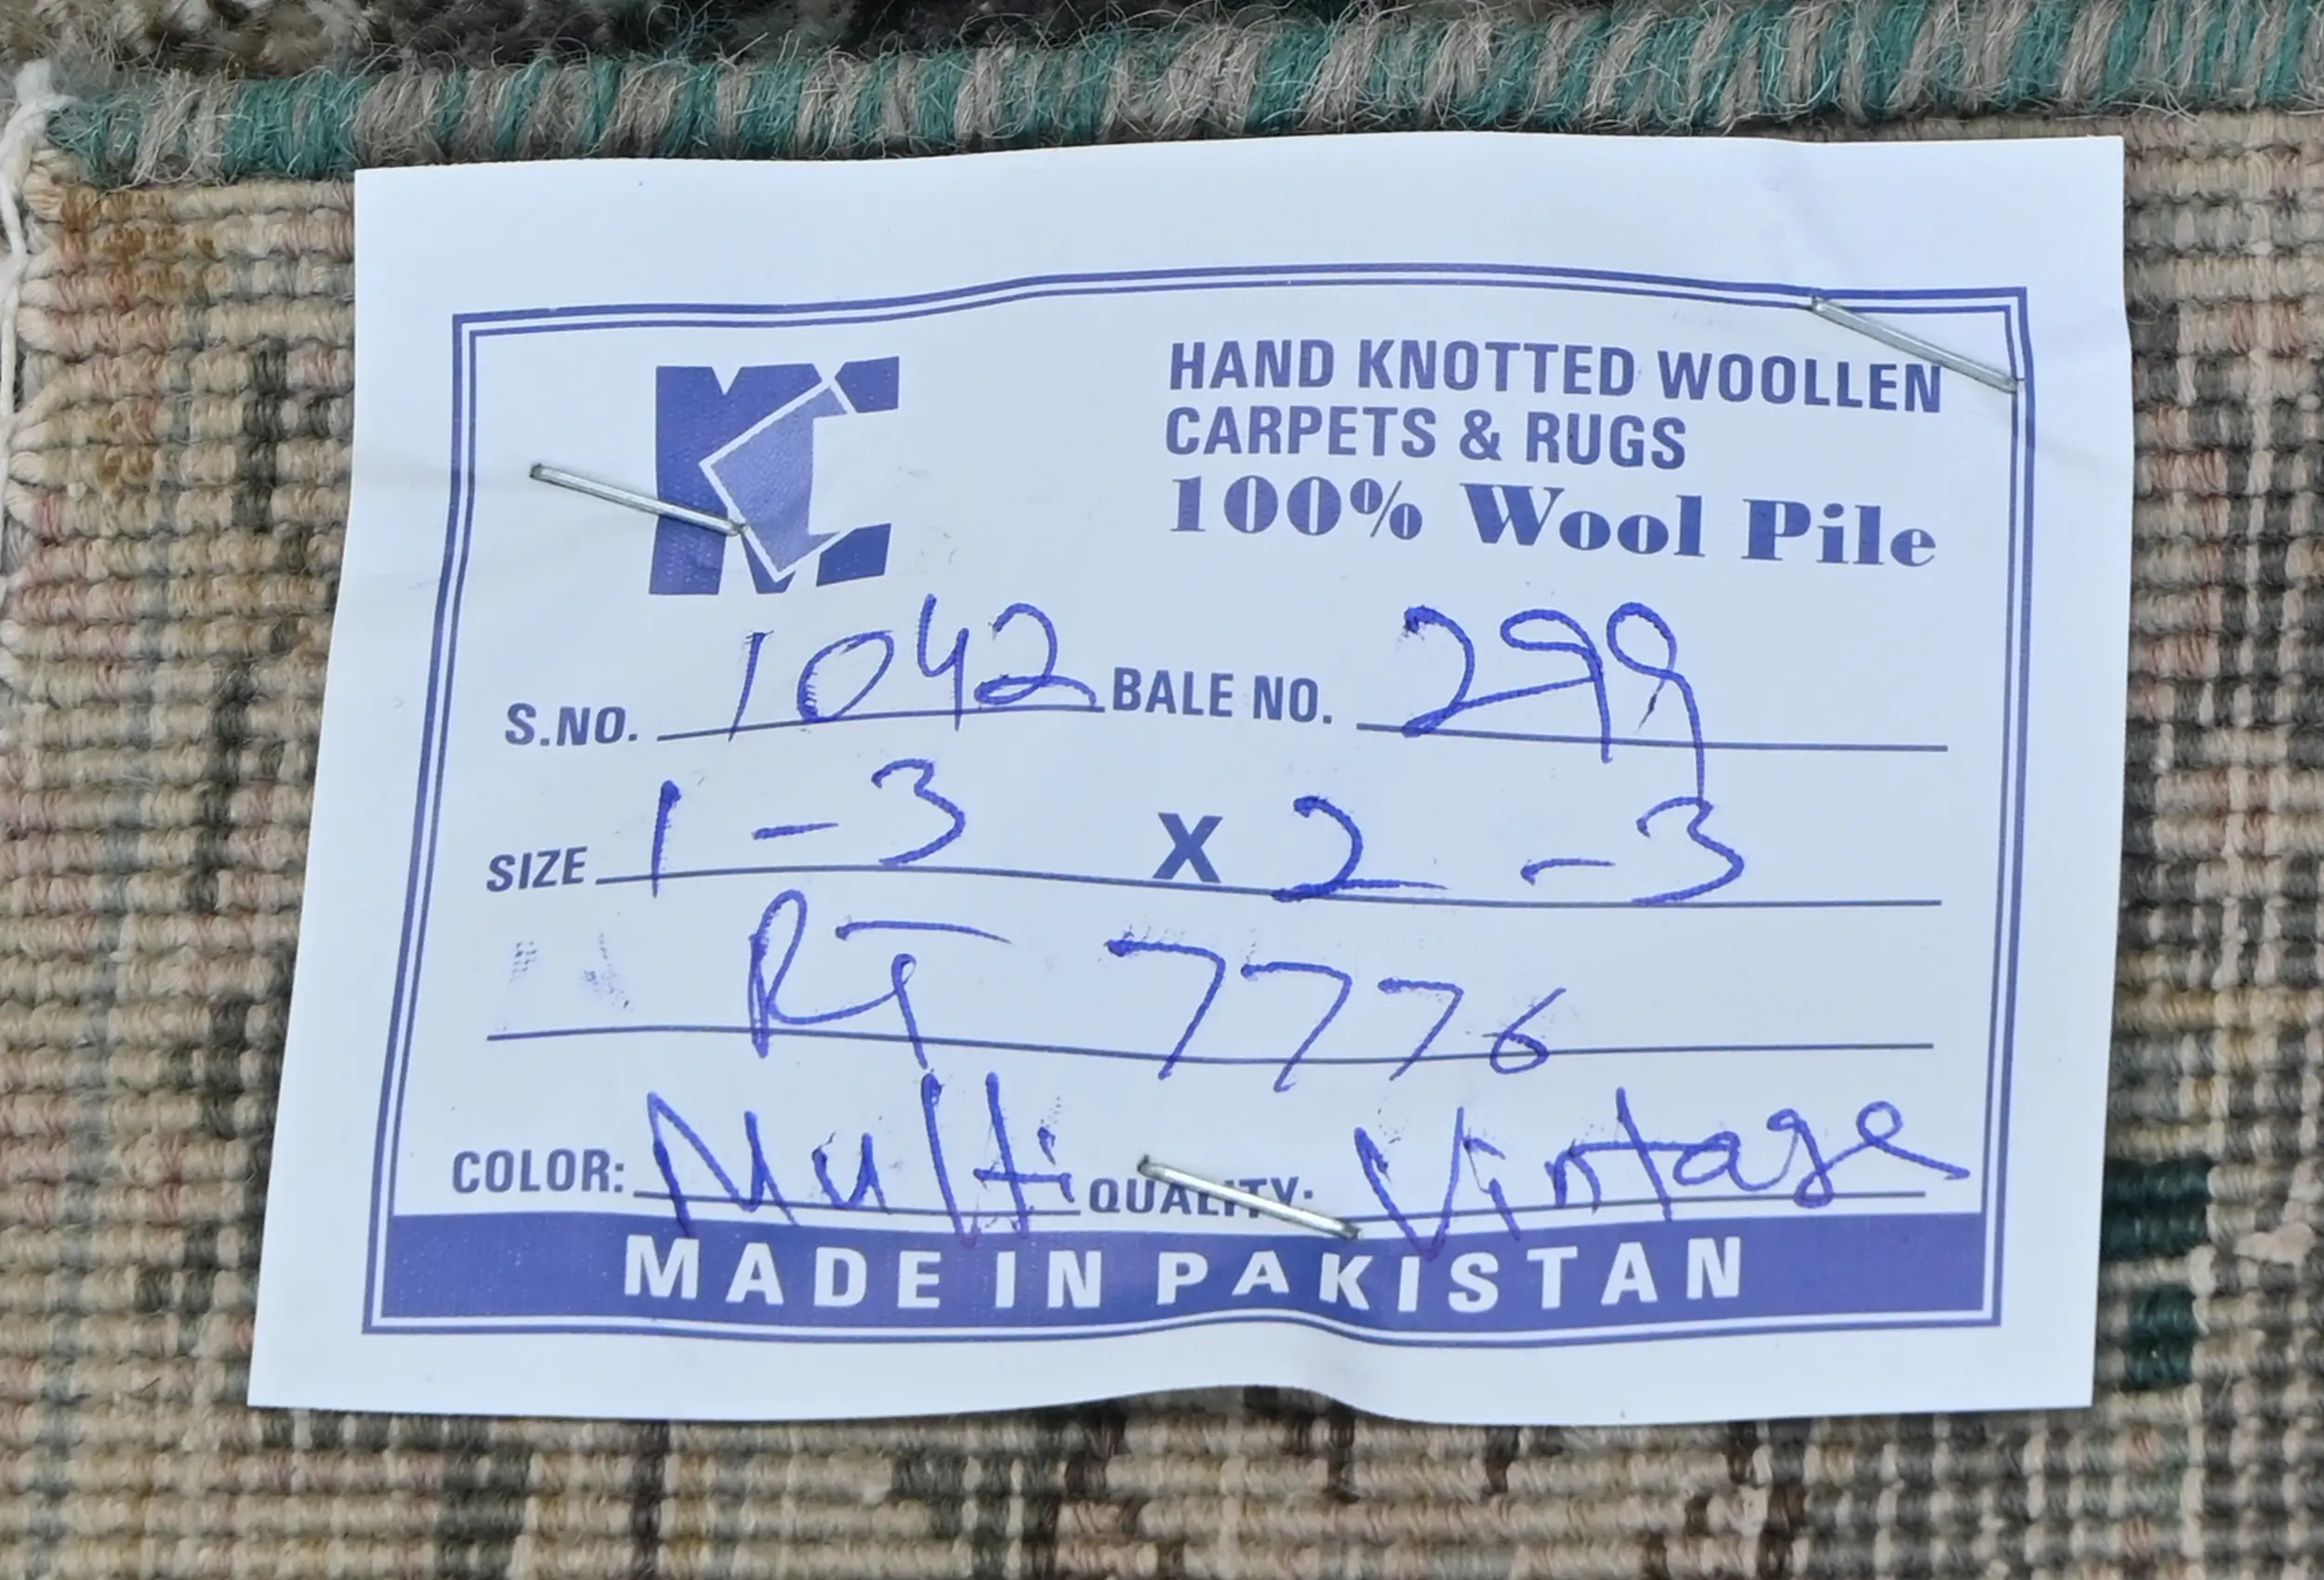 MC
HAND KNOTTED WOOLLEN
CARPETS & RUGS
100% Wool Pile
S.NO. 1042 BALE NO. 299
SIZE 1-3 X 2-3
RT 7776
COLOR: Multi QUALITY: Vintage
MADE IN PAKISTAN